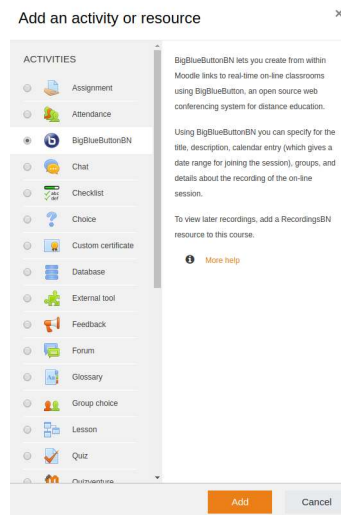 Add an activity or resource
×
ACTIVITIES
Assignment
Attendance
BigBlueButtonBN
Chat
Checklist
Choice
Custom certificate
Database
External tool
Feedback
Forum
Glossary
Group choice
Lesson
Quiz
Quizventure
BigBlueButtonBN lets you create from within
Moodle links to real-time on-line classrooms
using BigBlueButton, an open source web
conferencing system for distance education.
Using BigBlueButtonBN you can specify for the
title, description, calendar entry (which gives a
date range for joining the session), groups, and
details about the recording of the on-line
session.
To view later recordings, add a RecordingsBN
resource to this course.
More help
Add
Cancel